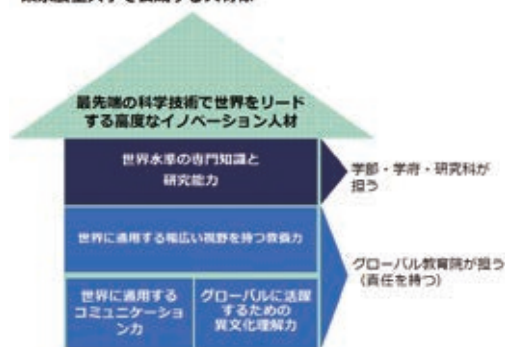 最先端の科学技術で世界をリード
する高度なイノベーション人材
世界水準の専門知識と
研究能力
学部・学府・研究科が
担う
世界に通用する幅広い視野を持つ教養力
グローバル教育院が担う
（責任を持つ）
世界に通用する
コミュニケーショ
ン力
グローバルに活躍
するための
異文化理解力